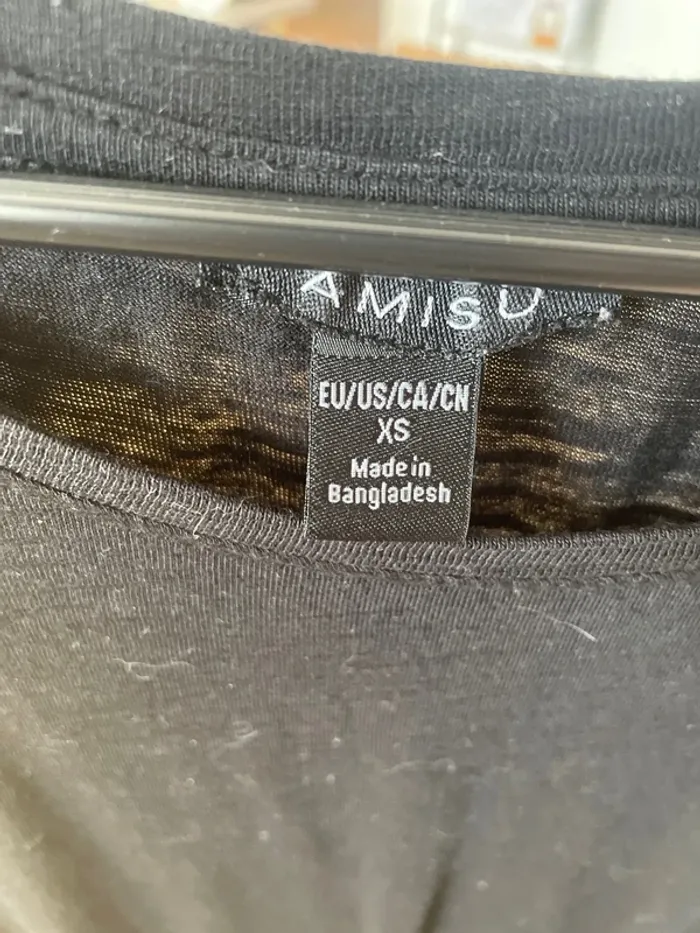 AMISU
EU/US/CA/CN
XS
Made in
Bangladesh